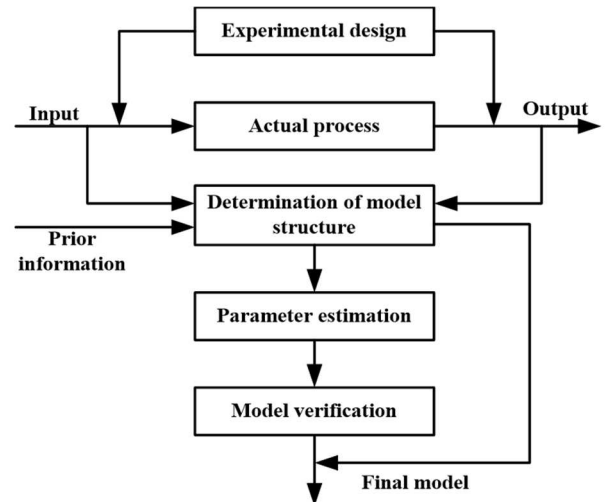 Experimental design
Input
Output
Actual process
Determination of model
structure
Prior
information
Parameter estimation
Model verification
Final model